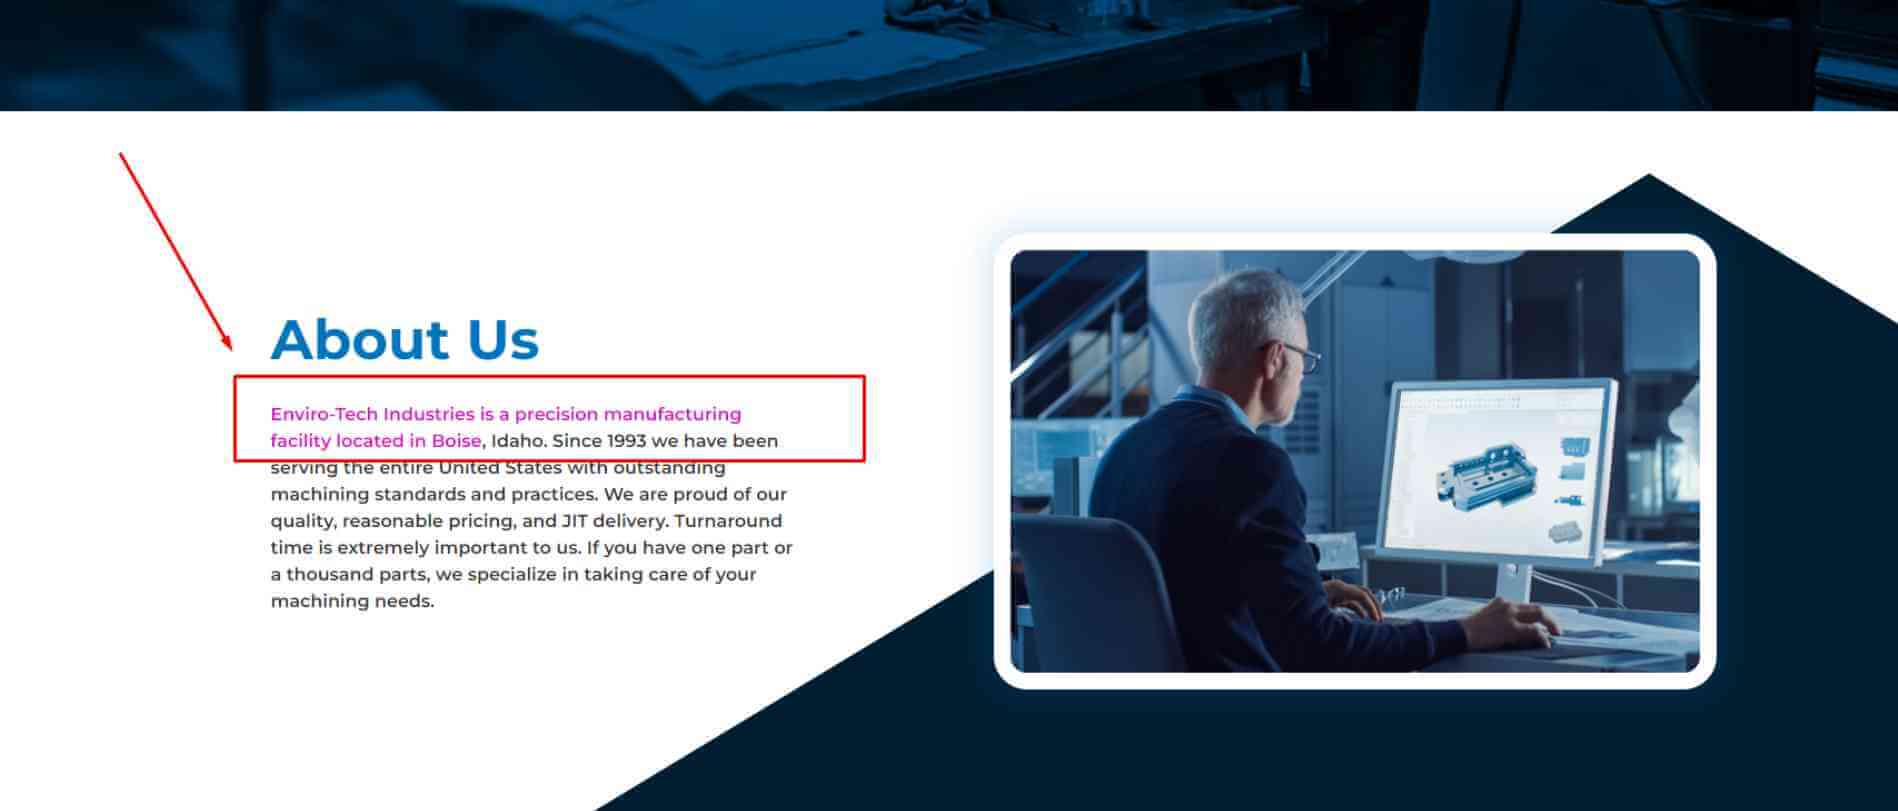 About Us
Enviro-Tech Industries is a precision manufacturing
facility located in Boise, Idaho. Since 1993 we have been
serving the entire United States with outstanding
machining standards and practices. We are proud of our
quality, reasonable pricing, and JIT delivery. Turnaround
time is extremely important to us. If you have one part or
a thousand parts, we specialize in taking care of your
machining needs.